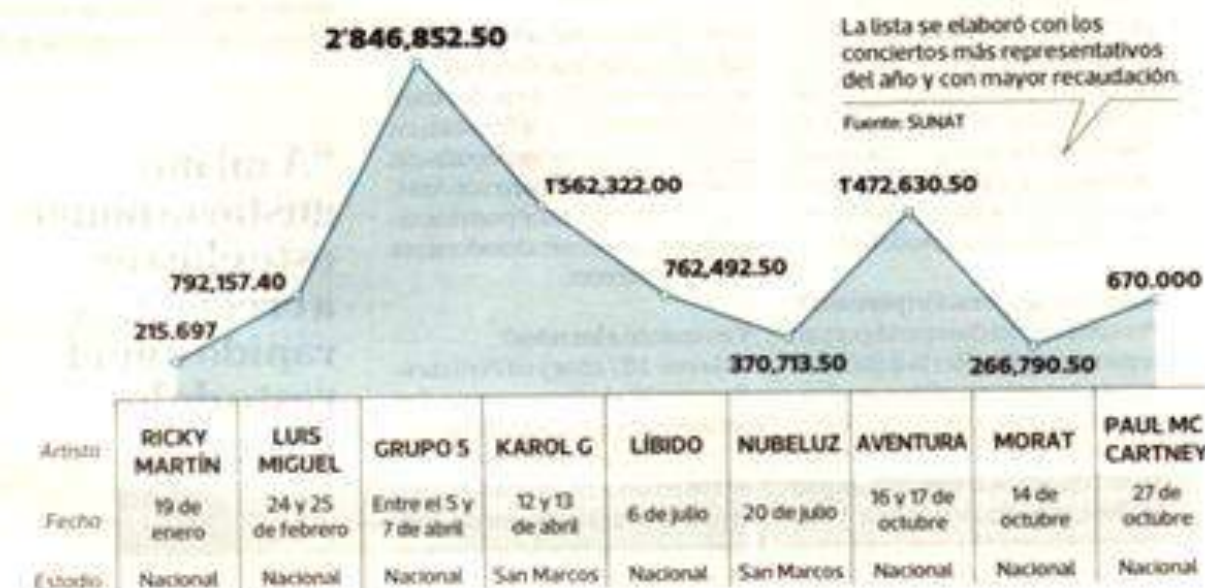 2'846,852.50
La lista se elaboró con los
conciertos más representativos
del año y con mayor recaudación.
Fuente: SUNAT
1'562,322.00
1'472,630.50
792,157.40
762,492.50
670.000
215.697
370,713.50
266,790.50
Artista
RICKY MARTÍN
LUIS MIGUEL
GRUPO 5
KAROL G
LÍBIDO
NUBELUZ
AVENTURA
MORAT
PAUL MC CARTNEY
Fecha
19 de enero
24 y 25 de febrero
Entre el 5 y 7 de abril
12 y 13 de abril
6 de julio
20 de julio
16 y 17 de octubre
14 de octubre
27 de octubre
Estadio
Nacional
Nacional
Nacional
San Marcos
Nacional
San Marcos
Nacional
Nacional
Nacional